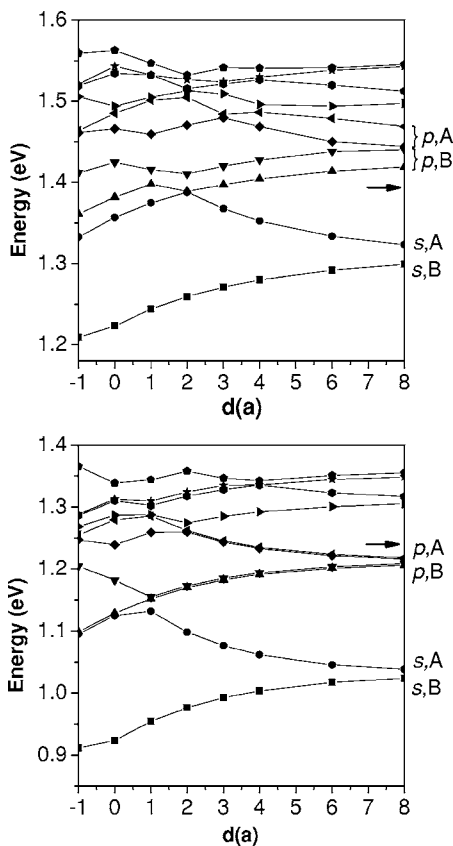 1.6
1.5
1.4
1.3
1.2
Energy (eV)
p,A
p,B
s,A
s,B
-1 0 1 2 3 4 5 6 7 8
d(a)
1.4
1.3
1.2
1.1
1.0
0.9
Energy (eV)
p,A
p,B
s,A
s,B
-1 0 1 2 3 4 5 6 7 8
d(a)